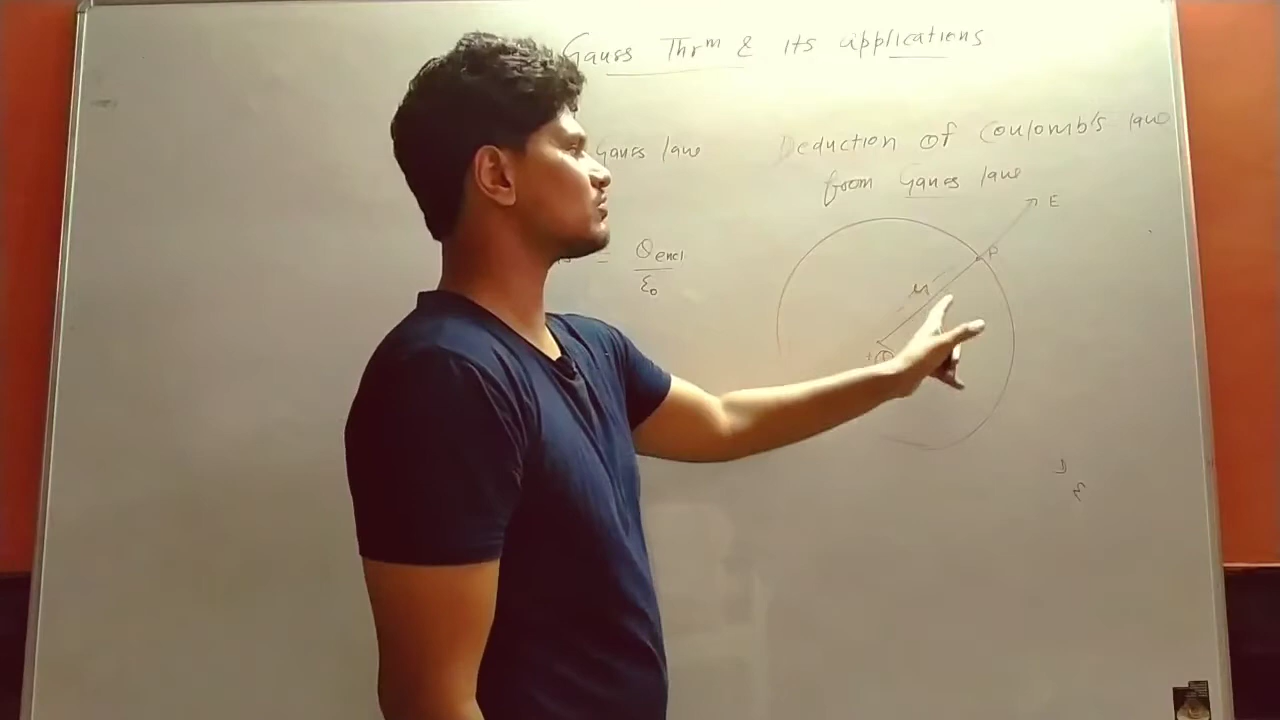 Gauss Thrm & its applications
Gauss law
Deduction of Coulomb's law
from Gauss law
= Qencl
ε0
E
P
r
+Q